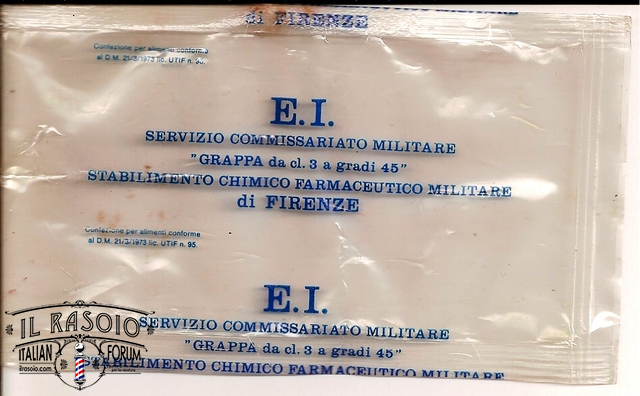 di FIRENZE
Confezione per alimenti conforme
al D.M. 21/3/1973 lic. UTIF n. 95.
E.I.
SERVIZIO COMMISSARIATO MILITARE
"GRAPPA da cl. 3 a gradi 45"
STABILIMENTO CHIMICO FARMACEUTICO MILITARE
di FIRENZE
Confezione per alimenti conforme
al D.M. 21/3/1973 lic. UTIF n. 95.
E.I.
SERVIZIO COMMISSARIATO MILITARE
"GRAPPA da cl. 3 a gradi 45"
STABILIMENTO CHIMICO FARMACEUTICO MILITARE
IL RASOIO
ITALIAN FORUM
ilrasoio.com